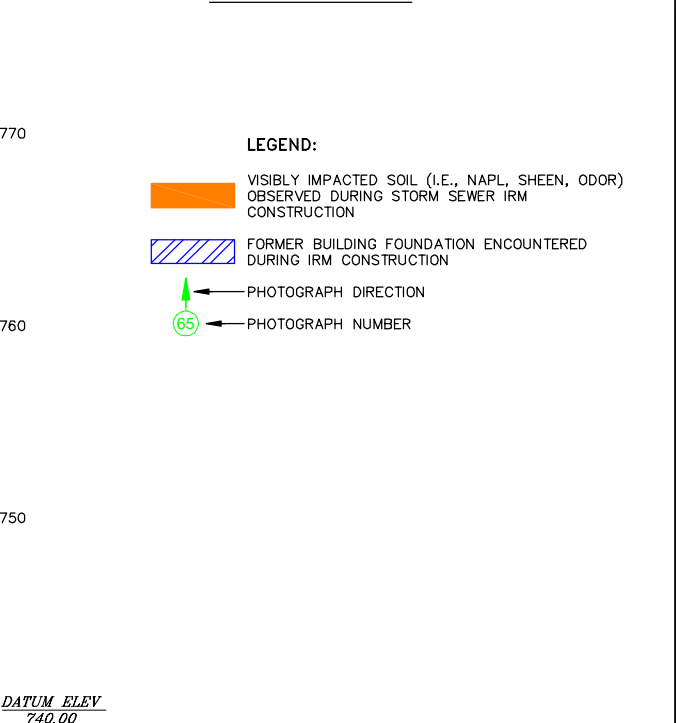 770
LEGEND:
VISIBLY IMPACTED SOIL (I.E., NAPL, SHEEN, ODOR)
OBSERVED DURING STORM SEWER IRM
CONSTRUCTION
FORMER BUILDING FOUNDATION ENCOUNTERED
DURING IRM CONSTRUCTION
PHOTOGRAPH DIRECTION
760
65
PHOTOGRAPH NUMBER
750
DATUM ELEV
740.00